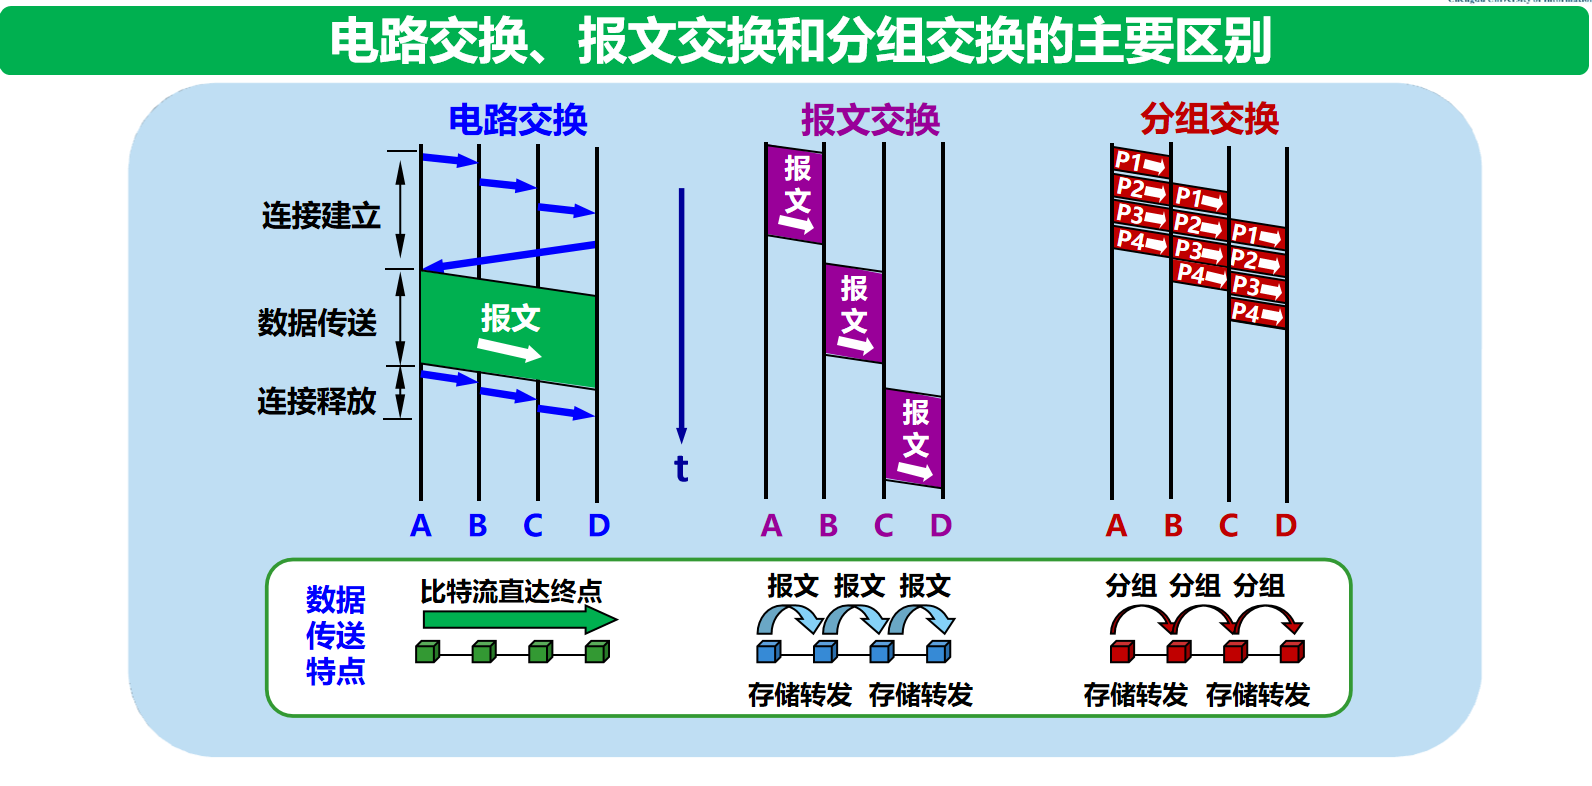 电路交换、报文交换和分组交换的主要区别
电路交换
报文交换
分组交换
连接建立
数据传送
连接释放
报文
t
A B C D
报文
报文
报文
A B C D
P1
P2 P1
P3 P2 P1
P4 P3 P2
P4 P3
P4
A B C D
数据
传送
特点
比特流直达终点
报文 报文 报文
存储转发 存储转发
分组 分组 分组
存储转发 存储转发